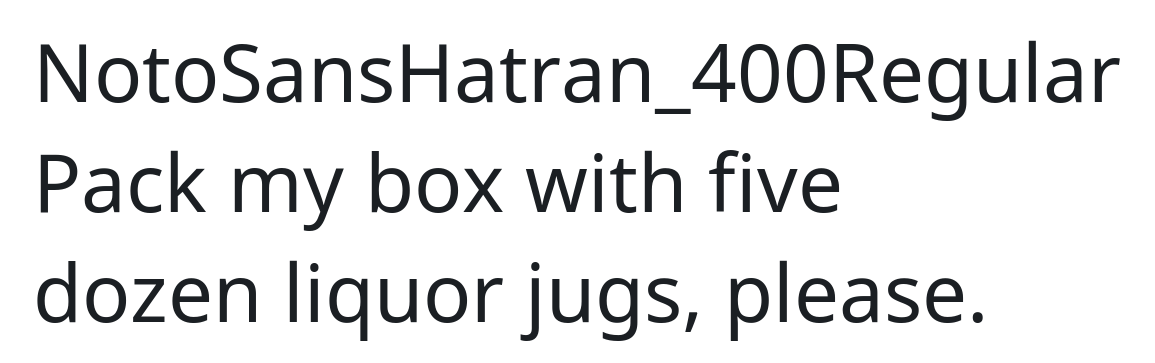 NotoSansHatran_400Regular
Pack my box with five
dozen liquor jugs, please.